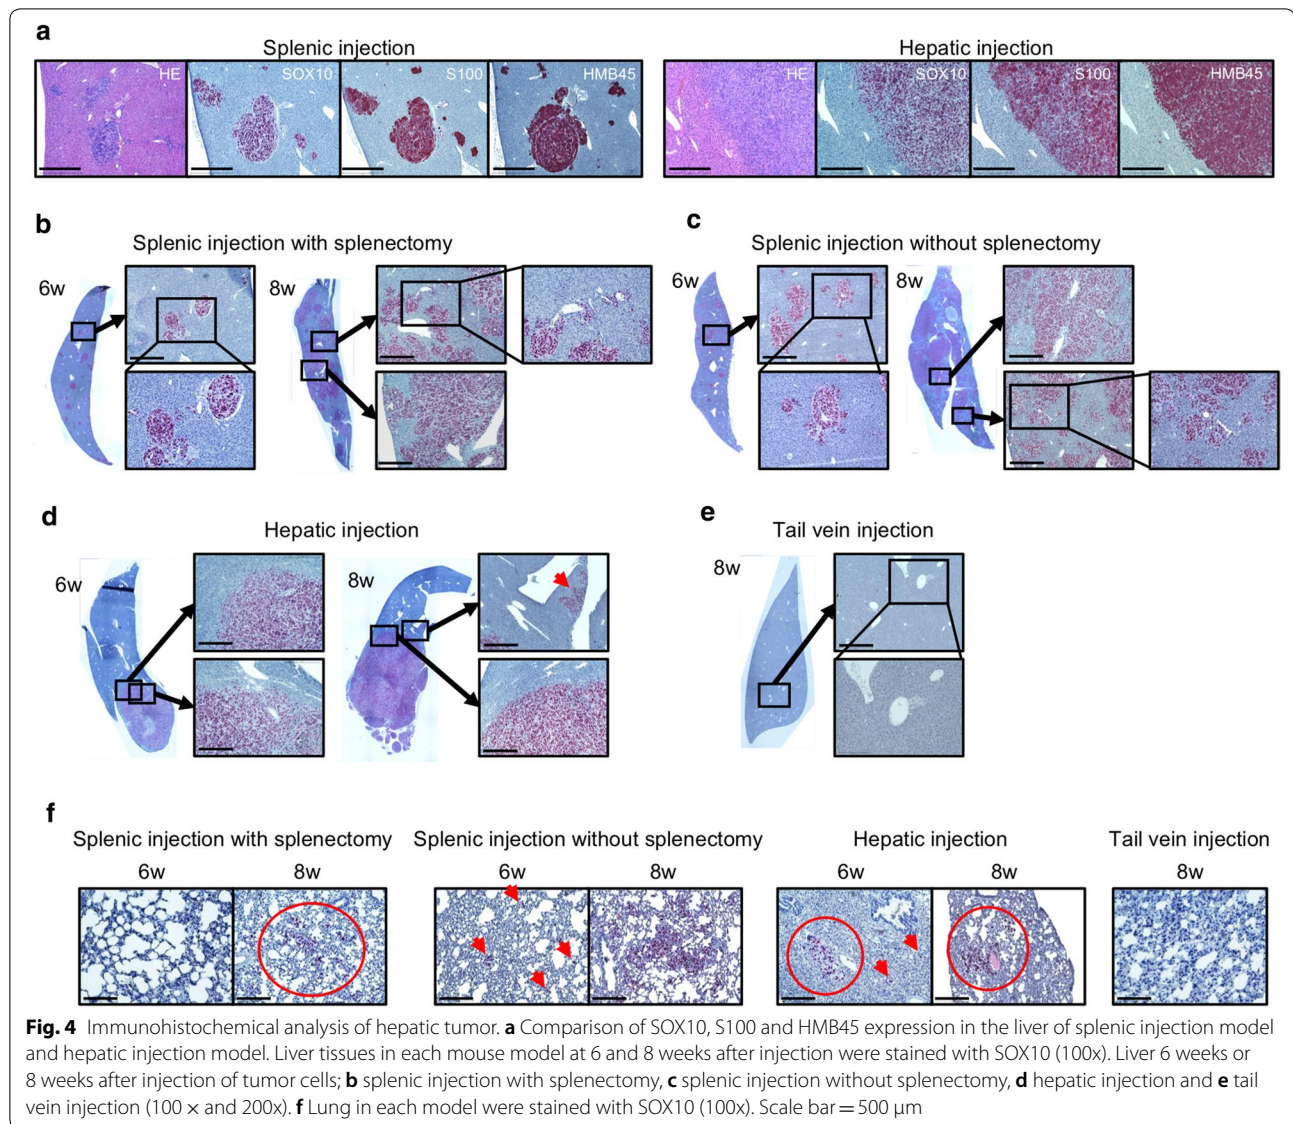 a
Splenic injection
Hepatic injection
HE
SOX10
S100
HMB45
HE
SOX10
S100
HMB45
b
Splenic injection with splenectomy
6w
8w
c
Splenic injection without splenectomy
6w
8w
d
Hepatic injection
6w
8w
e
Tail vein injection
8w
f
Splenic injection with splenectomy
Splenic injection without splenectomy
Hepatic injection
Tail vein injection
6w
8w
6w
8w
6w
8w
8w
Fig. 4 Immunohistochemical analysis of hepatic tumor. a Comparison of SOX10, S100 and HMB45 expression in the liver of splenic injection model
and hepatic injection model. Liver tissues in each mouse model at 6 and 8 weeks after injection were stained with SOX10 (100x). Liver 6 weeks or
8 weeks after injection of tumor cells; b splenic injection with splenectomy, c splenic injection without splenectomy, d hepatic injection and e tail
vein injection (100 × and 200x). f Lung in each model were stained with SOX10 (100x). Scale bar = 500 μm